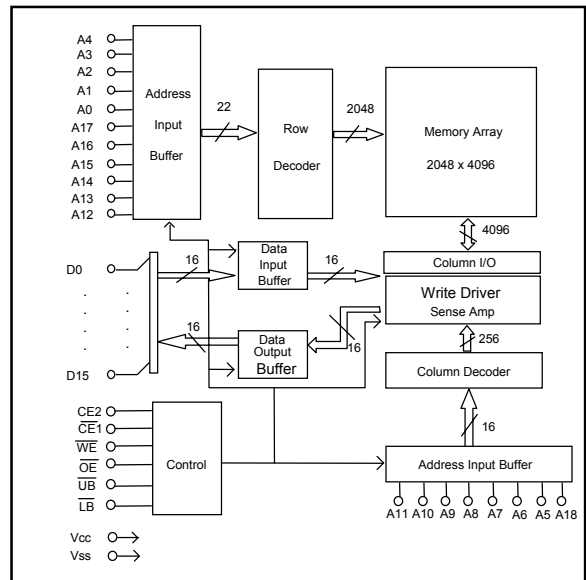 A4
A3
A2
A1
A0
A17
A16
A15
A14
A13
A12
Address
Input
Buffer
22
Row
Decoder
2048
Memory Array
2048 x 4096
4096
D0
. .
. .
. .
. .
D15
16
Data
Input
Buffer
16
Column I/O
Write Driver
Sense Amp
16
Data
Output
Buffer
16
256
Column Decoder
16
CE2
CE1
WE
OE
UB
LB
Control
Address Input Buffer
A11 A10 A9 A8 A7 A6 A5 A18
Vcc
Vss